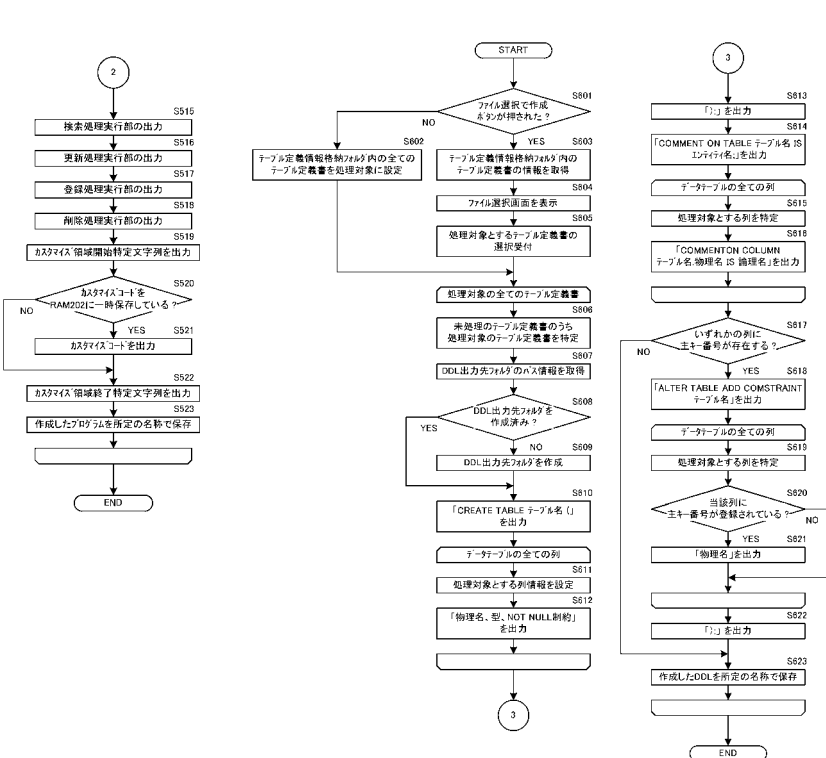 2
S515
検索処理実行部の出力
S516
更新処理実行部の出力
S517
登録処理実行部の出力
S518
削除処理実行部の出力
S519
カスタマイズ領域開始特定文字列を出力
S520
カスタマイズコードを
RAM202に一時保存している?
NO
YES
S521
カスタマイズコードを出力
S522
カスタマイズ領域終了特定文字列を出力
S523
作成したプログラムを所定の名称で保存
END
START
S601
ファイル選択で作成
ボタンが押された?
NO
YES
S602
テーブル定義情報格納フォルダ内の全ての
テーブル定義書を処理対象に設定
S603
テーブル定義情報格納フォルダ内の
テーブル定義書の情報を取得
S604
ファイル選択画面を表示
S605
処理対象とするテーブル定義書の
選択受付
処理対象の全てのテーブル定義書
S606
未処理のテーブル定義書のうち
処理対象のテーブル定義書を特定
S607
DDL出力先フォルダのパス情報を取得
S608
DDL出力先フォルダを
作成済み?
YES
NO
S609
DDL出力先フォルダを作成
S610
「CREATE TABLE テーブル名 (」
を出力
データテーブルの全ての列
S611
処理対象とする列情報を設定
S612
「物理名、型、NOT NULL制約」
を出力
3
3
S613
「);」を出力
S614
「COMMENT ON TABLE テーブル名 IS
エンティティ名;」を出力
データテーブルの全ての列
S615
処理対象とする列を特定
S616
「COMMENTON COLUMN
テーブル名.物理名 IS 論理名」を出力
S617
いずれかの列に
主キー番号が存在する?
NO
YES
S618
「ALTER TABLE ADD COMSTRAINT
テーブル名」を出力
データテーブルの全ての列
S619
処理対象とする列を特定
S620
当該列に
主キー番号が登録されている?
NO
YES
S621
「物理名」を出力
S622
「);」を出力
S623
作成したDDLを所定の名称で保存
END